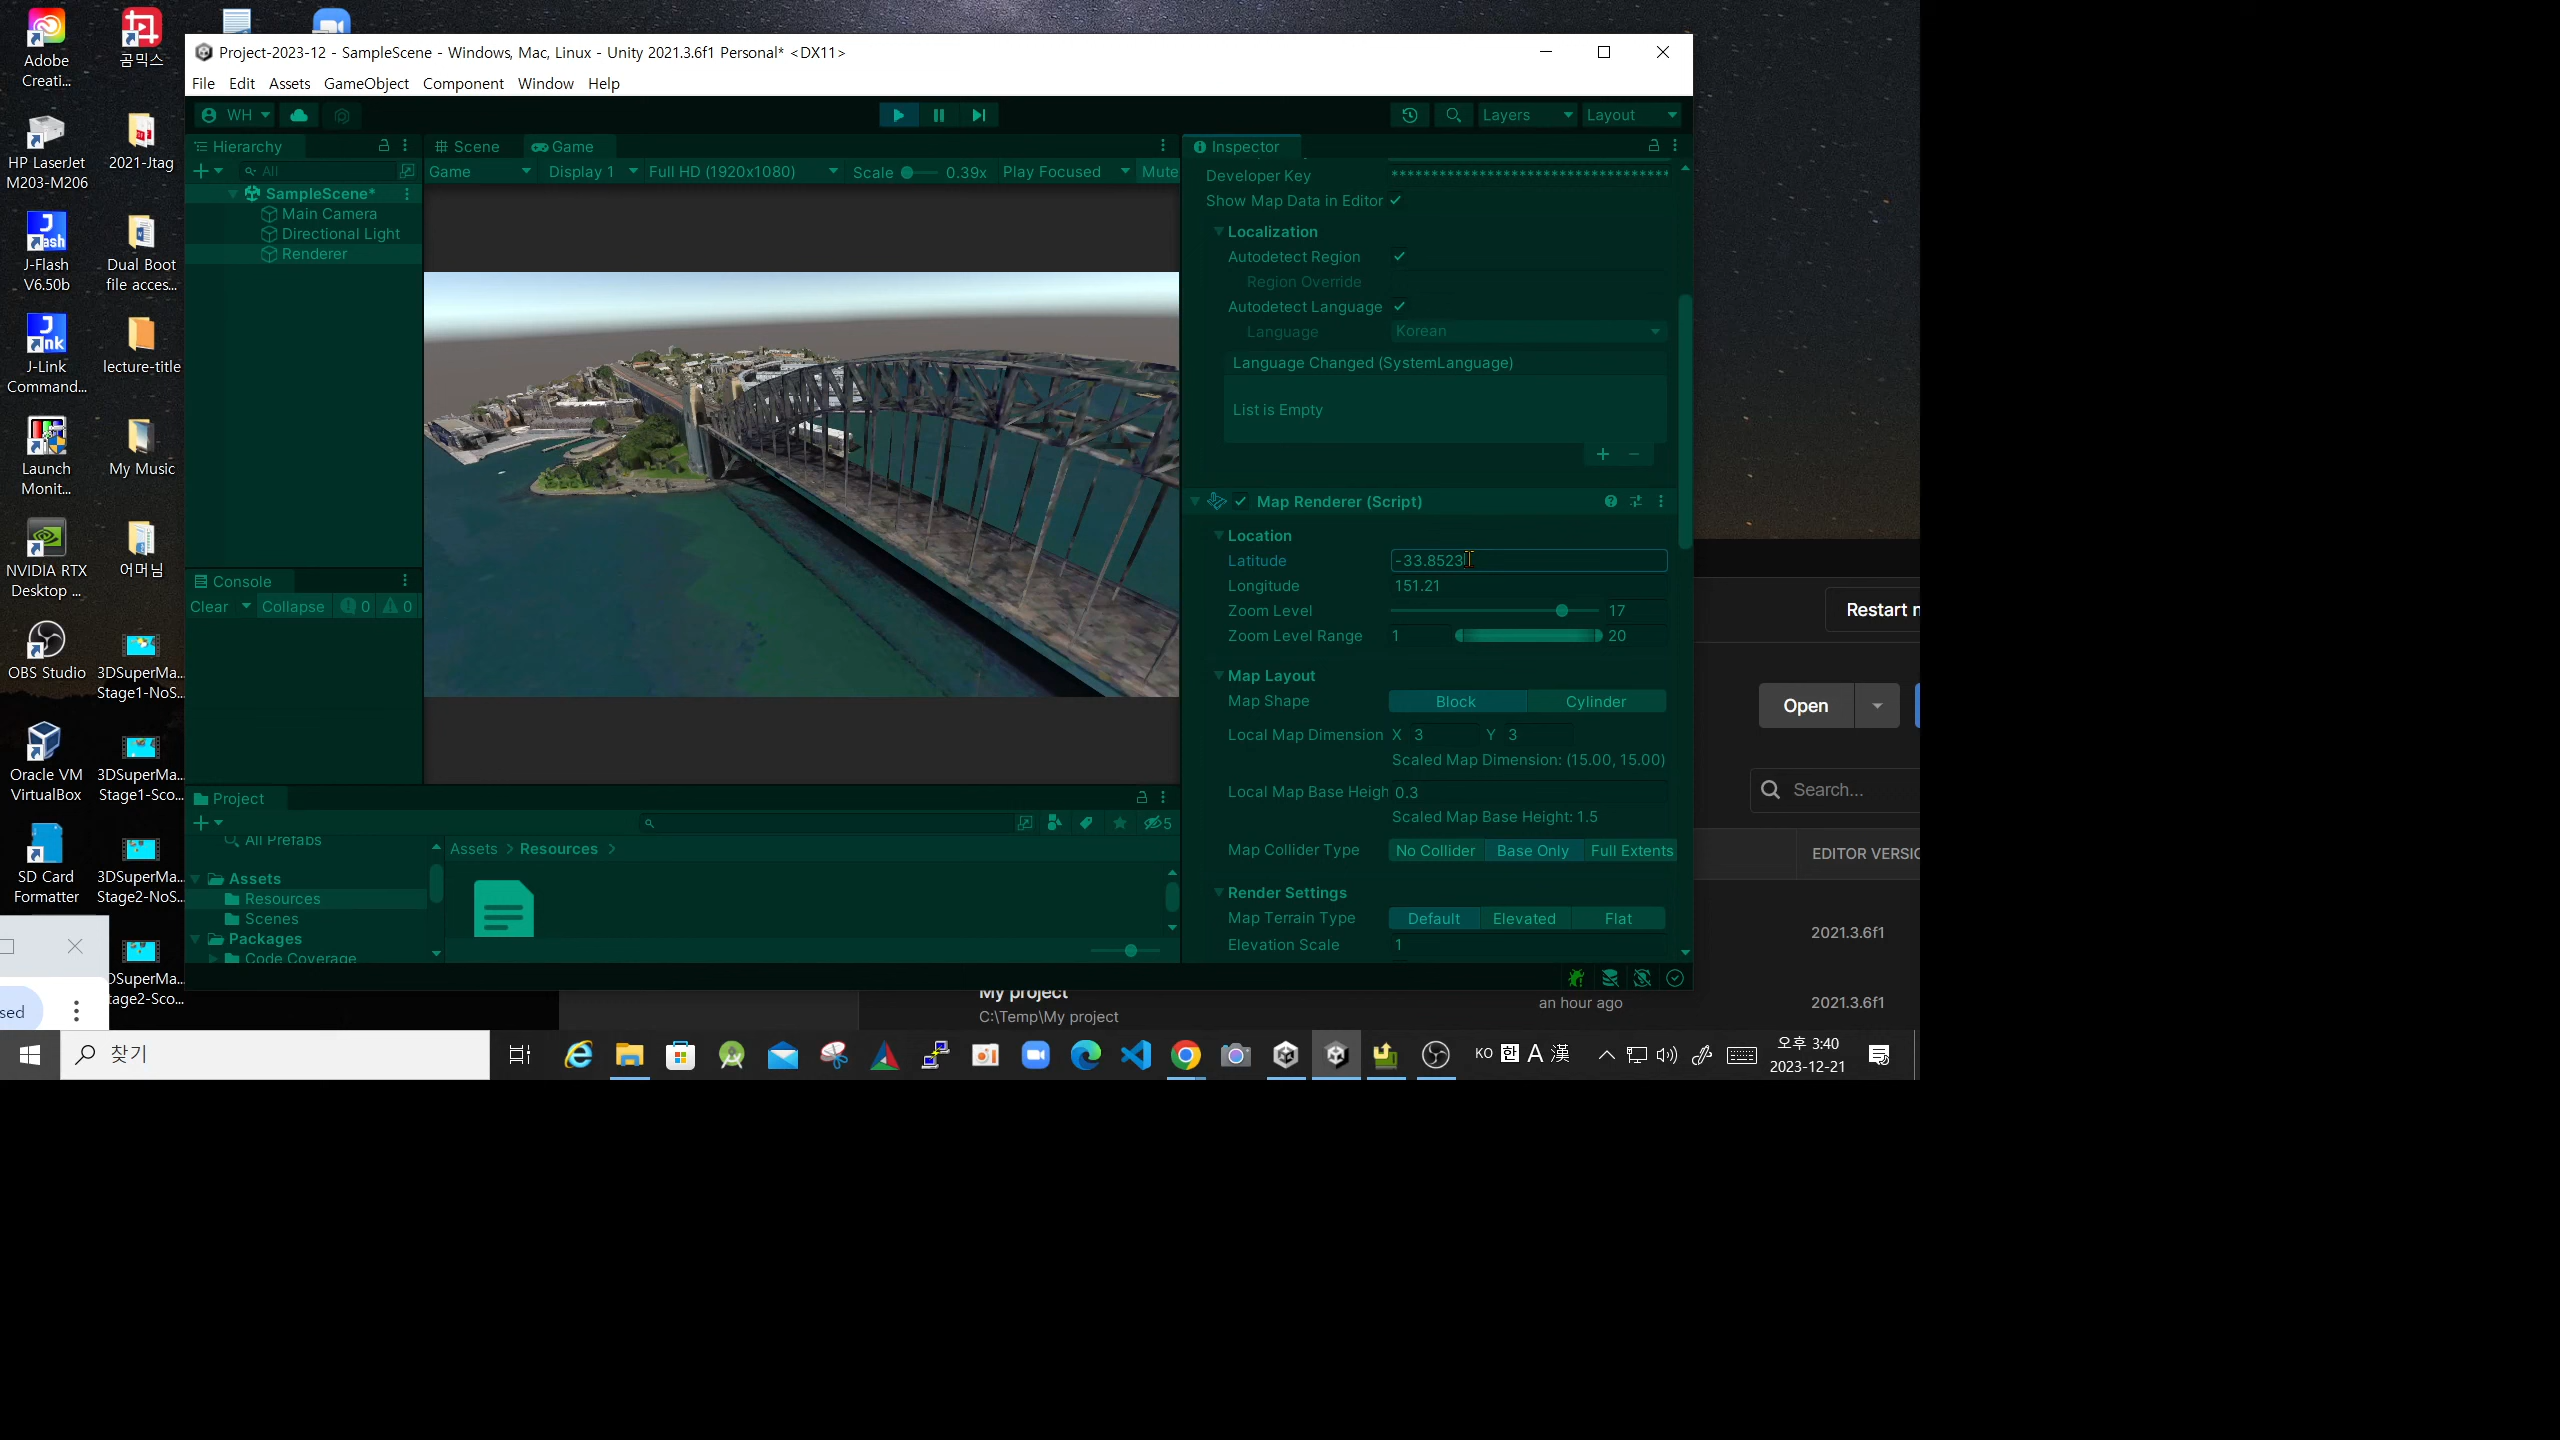 Adobe
Creati...
곰믹스
HP LaserJet
M203-M206
2021-Jtag
J-Flash
V6.50b
Dual Boot
file acces...
J-Link
Command...
lecture-title
Launch
Monit...
My Music
NVIDIA RTX
Desktop ...
어머님
OBS Studio
3DSuperMa...
Stage1-NoS...
Oracle VM
VirtualBox
3DSuperMa...
Stage1-Sco...
SD Card
Formatter
3DSuperMa...
Stage2-NoS...
Project-2023-12 - SampleScene - Windows, Mac, Linux - Unity 2021.3.6f1 Personal* <DX11>
File Edit Assets GameObject Component Window Help
WH
Layers
Layout
Hierarchy
All
SampleScene*
Main Camera
Directional Light
Renderer
Scene
Game
Game
Display 1
Full HD (1920x1080)
Scale
0.39x
Play Focused
Mute
Console
Clear
Collapse
0
0
Project
5
All Prefabs
Assets
Resources
Scenes
Packages
Code Coverage
Assets > Resources >
Inspector
Developer Key
***********************************
Show Map Data in Editor
Localization
Autodetect Region
Region Override
Autodetect Language
Language
Korean
Language Changed (SystemLanguage)
List is Empty
Map Renderer (Script)
Location
Latitude
-33.8523
Longitude
151.21
Zoom Level
17
Zoom Level Range
1
20
Map Layout
Map Shape
Block
Cylinder
Local Map Dimension
X 3
Y 3
Scaled Map Dimension: (15.00, 15.00)
Local Map Base Heigh
0.3
Scaled Map Base Height: 1.5
Map Collider Type
No Collider
Base Only
Full Extents
Render Settings
Map Terrain Type
Default
Elevated
Flat
Elevation Scale
1
Restart n
Open
Search...
EDITOR VERSIC
2021.3.6f1
My project
C:\Temp\My project
an hour ago
2021.3.6f1
sed
DSuperMa...
tage2-Sco...
찾기
KO
한
A
漢
오후 3:40
2023-12-21